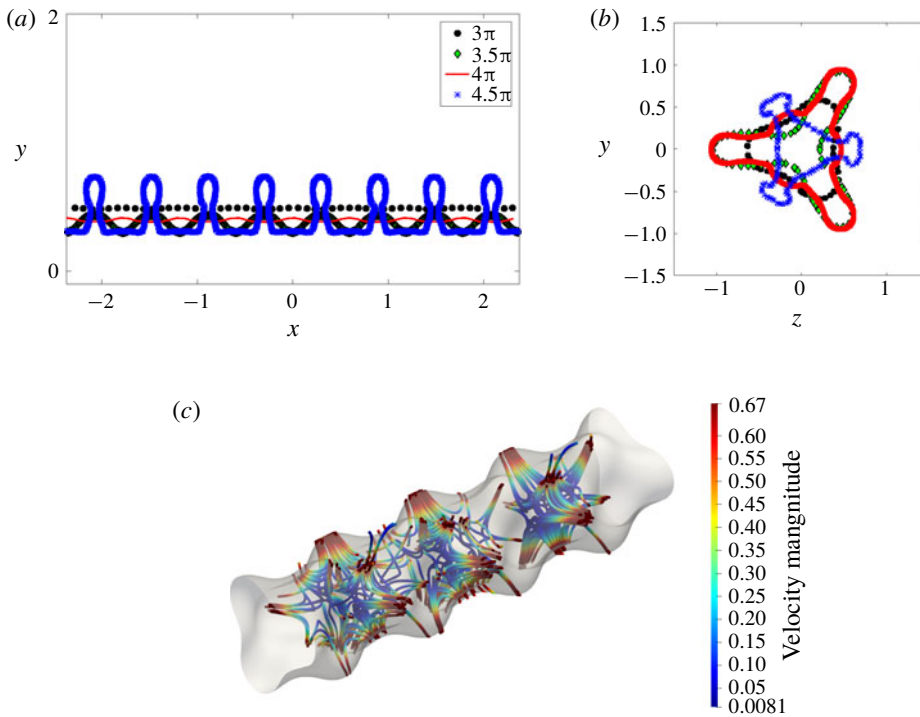 (a)
2
y
0
−2
−1
0
1
2
x
3π
3.5π
4π
4.5π
(b)
1.5
1.0
0.5
y
0
−0.5
−1.0
−1.5
−1
0
1
z
(c)
0.67
0.60
0.55
0.50
0.45
0.40
0.35
0.30
0.25
0.20
0.15
0.10
0.05
0.0081
Velocity mangnitude